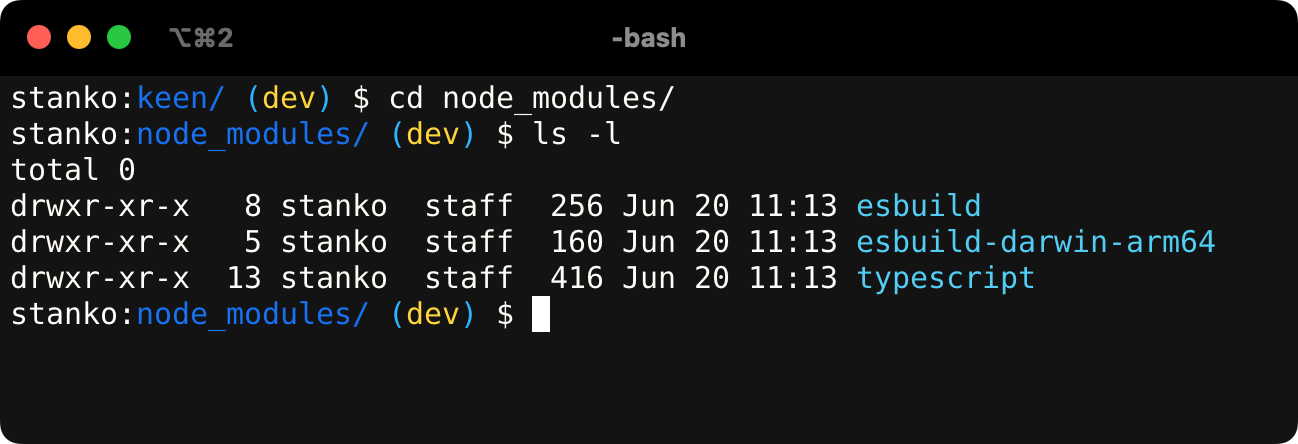 ⌥⌘2 -bash
stanko:keen/ (dev) $ cd node_modules/
stanko:node_modules/ (dev) $ ls -l
total 0
drwxr-xr-x   8 stanko  staff  256 Jun 20 11:13 esbuild
drwxr-xr-x   5 stanko  staff  160 Jun 20 11:13 esbuild-darwin-arm64
drwxr-xr-x  13 stanko  staff  416 Jun 20 11:13 typescript
stanko:node_modules/ (dev) $